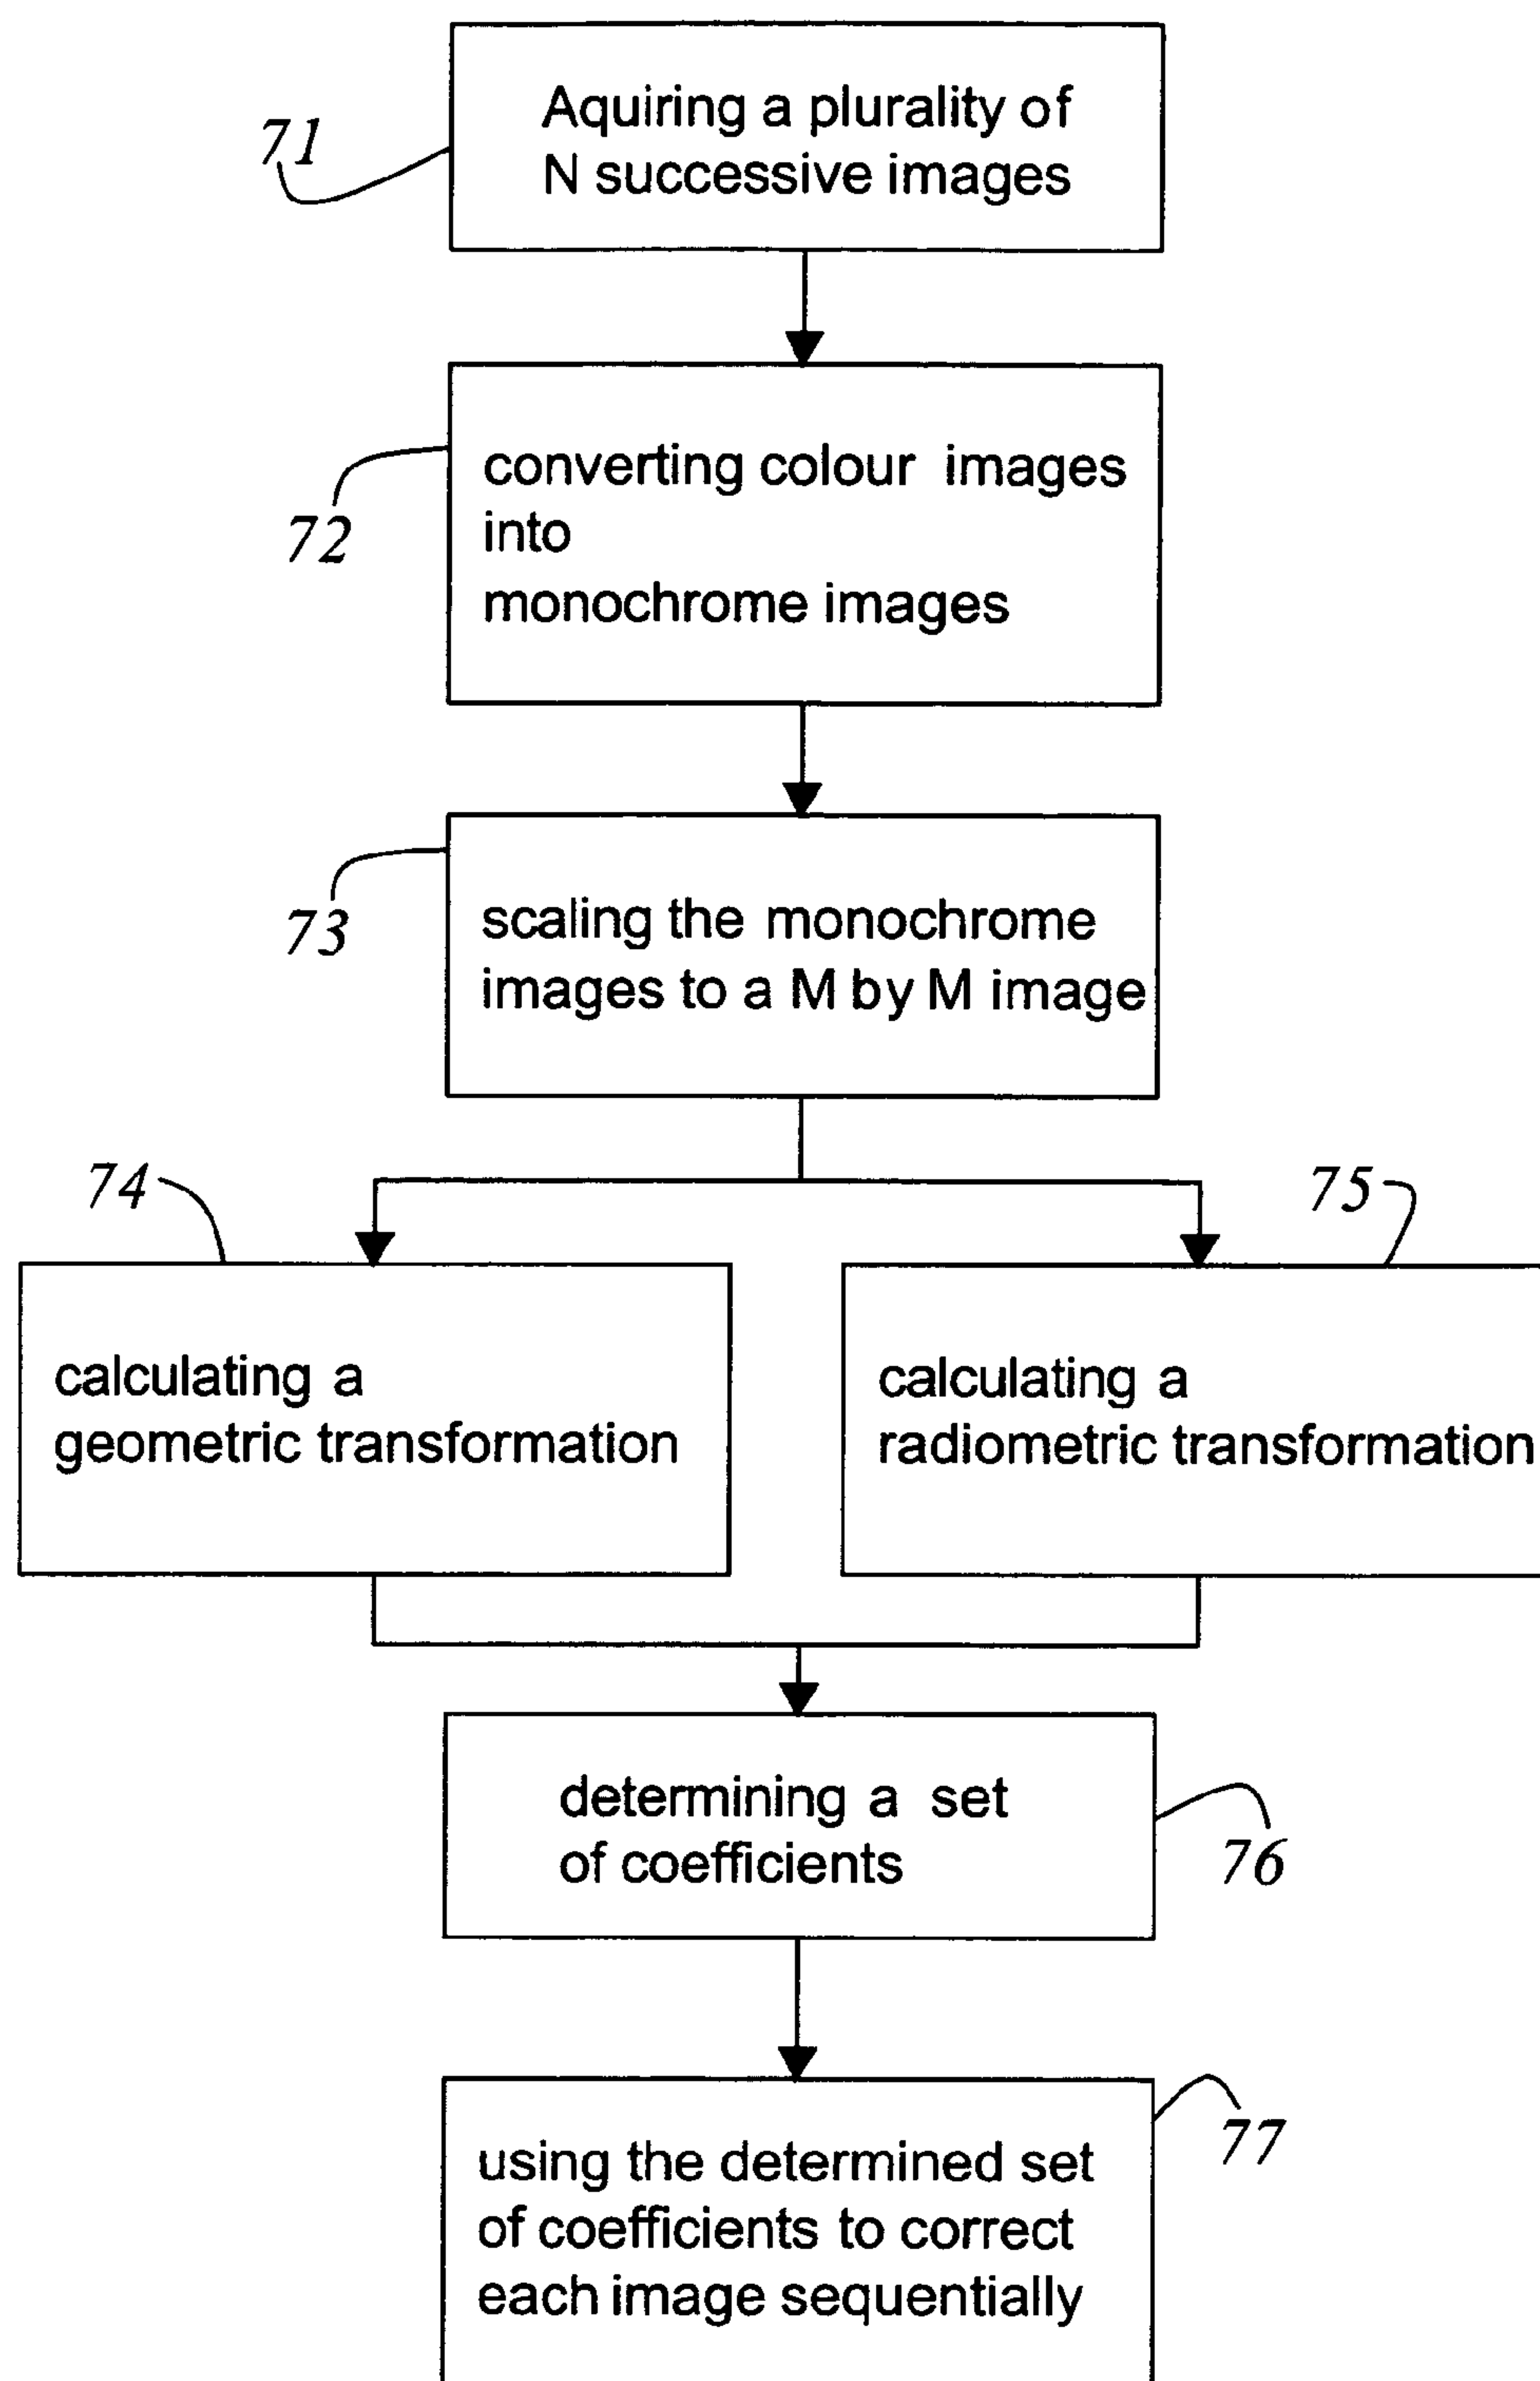 71
Aquiring a plurality of
N successive images
72
converting colour images
into
monochrome images
73
scaling the monochrome
images to a M by M image
74
75
calculating a
geometric transformation
calculating a
radiometric transformation
determining a set
of coefficients
76
using the determined set
of coefficients to correct
each image sequentially
77